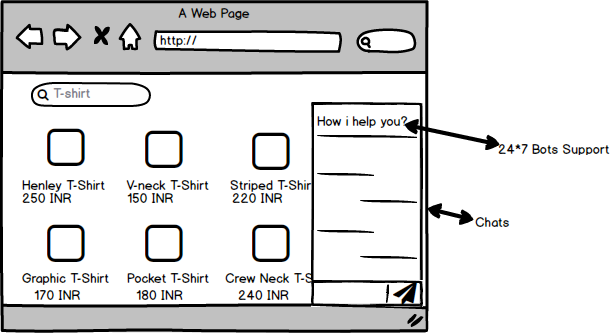 A Web Page
http://
T-shirt
How i help you?
24*7 Bots Support
Henley T-Shirt
250 INR
V-neck T-Shirt
150 INR
Striped T-Shir
220 INR
Chats
Graphic T-Shirt
170 INR
Pocket T-Shirt
180 INR
Crew Neck T-S
240 INR